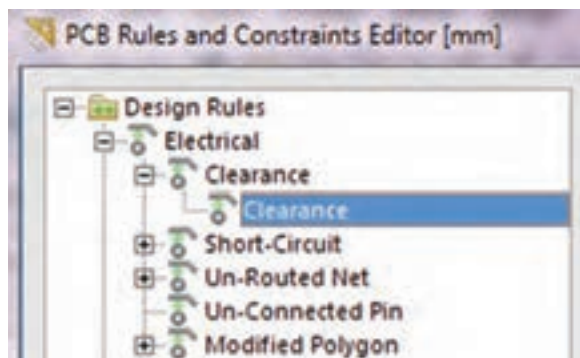 PCB Rules and Constraints Editor [mm]
Design Rules
Electrical
Clearance
Clearance
Short-Circuit
Un-Routed Net
Un-Connected Pin
Modified Polygon